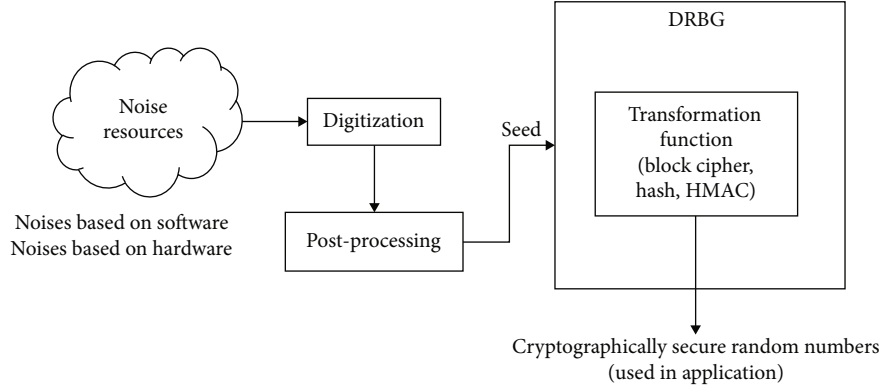 Noise
resources
Noises based on software
Noises based on hardware
Digitization
Post-processing
Seed
DRBG
Transformation
function
(block cipher,
hash, HMAC)
Cryptographically secure random numbers
(used in application)